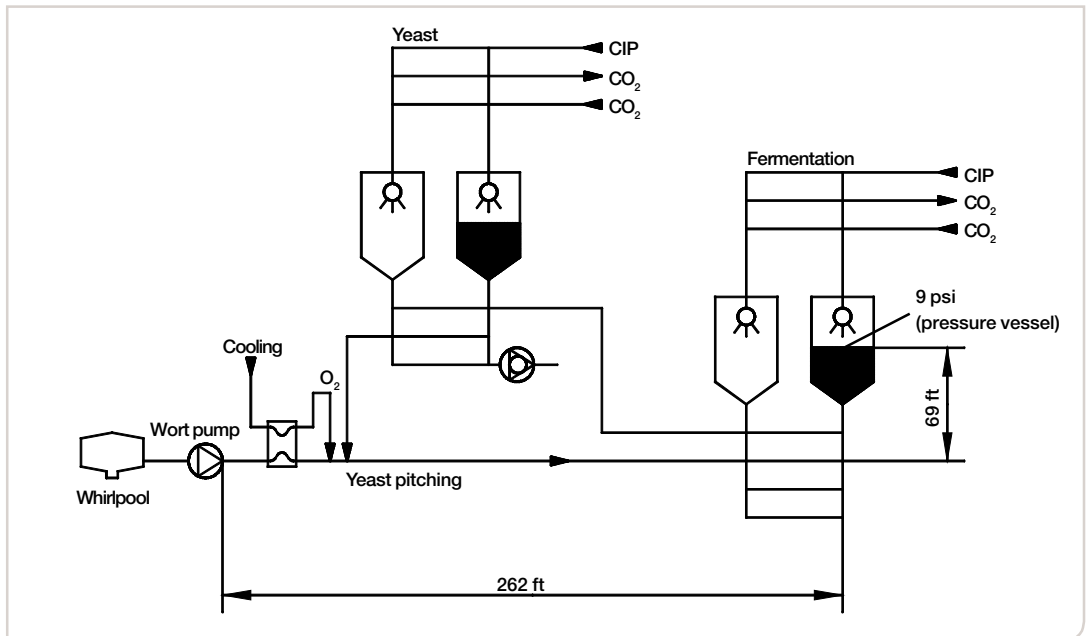 Yeast
CIP
CO₂
CO₂
Fermentation
CIP
CO₂
CO₂
9 psi
(pressure vessel)
Cooling
O₂
69 ft
Wort pump
Yeast pitching
Whirlpool
262 ft